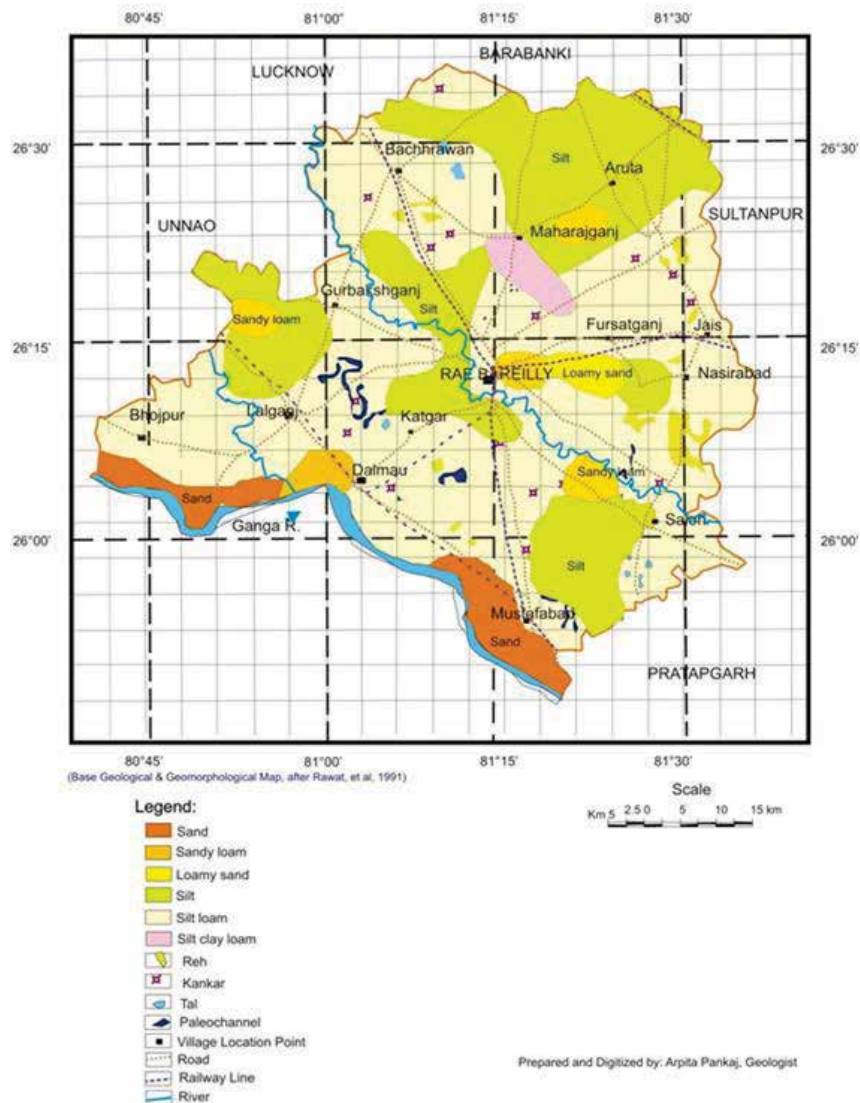 80°45' 81°00' 81°15' 81°30'
BARABANKI
LUCKNOW
26°30' 26°30'
Bachhrawan
Silt
Aruta
SULTANPUR
UNNAO
Maharajganj
Gurbakshganj
Silt
Sandy loam
Fursatganj
Jais
26°15' 26°15'
RAE BAREILLY
Loamy sand
Nasirabad
Bhojpur
Lalganj
Katgar
Dalmau
Sandy loam
Sand
Ganga R.
Salon
26°00' 26°00'
Silt
Mustafabad
Sand
PRATAPGARH
80°45' 81°00' 81°15' 81°30'
(Base Geological & Geomorphological Map, after Rawat, et al, 1991)
Scale
Km 5 2.5 0 5 10 15 km
Legend:
Sand
Sandy loam
Loamy sand
Silt
Silt loam
Silt clay loam
Reh
Kankar
Tal
Paleochannel
Village Location Point
Road
Railway Line
River
Prepared and Digitized by: Arpita Pankaj, Geologist